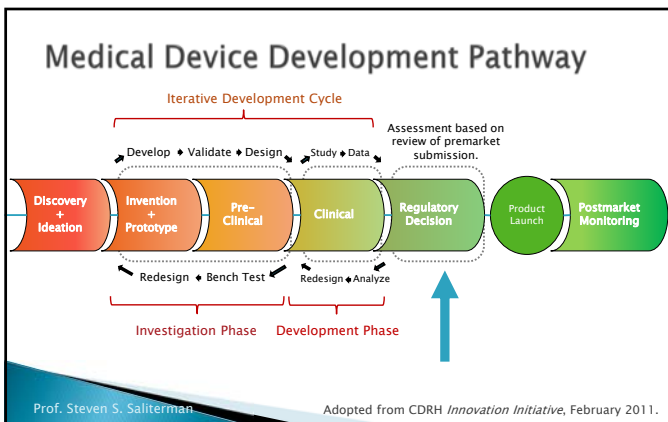 Medical Device Development Pathway
Iterative Development Cycle
Assessment based on
review of premarket
submission.
Develop Validate Design
Study Data
Discovery
+
Ideation
Invention
+
Prototype
Pre-
Clinical
Clinical
Regulatory
Decision
Product
Launch
Postmarket
Monitoring
Redesign Bench Test
Redesign Analyze
Investigation Phase
Development Phase
Prof. Steven S. Saliterman
Adopted from CDRH Innovation Initiative, February 2011.